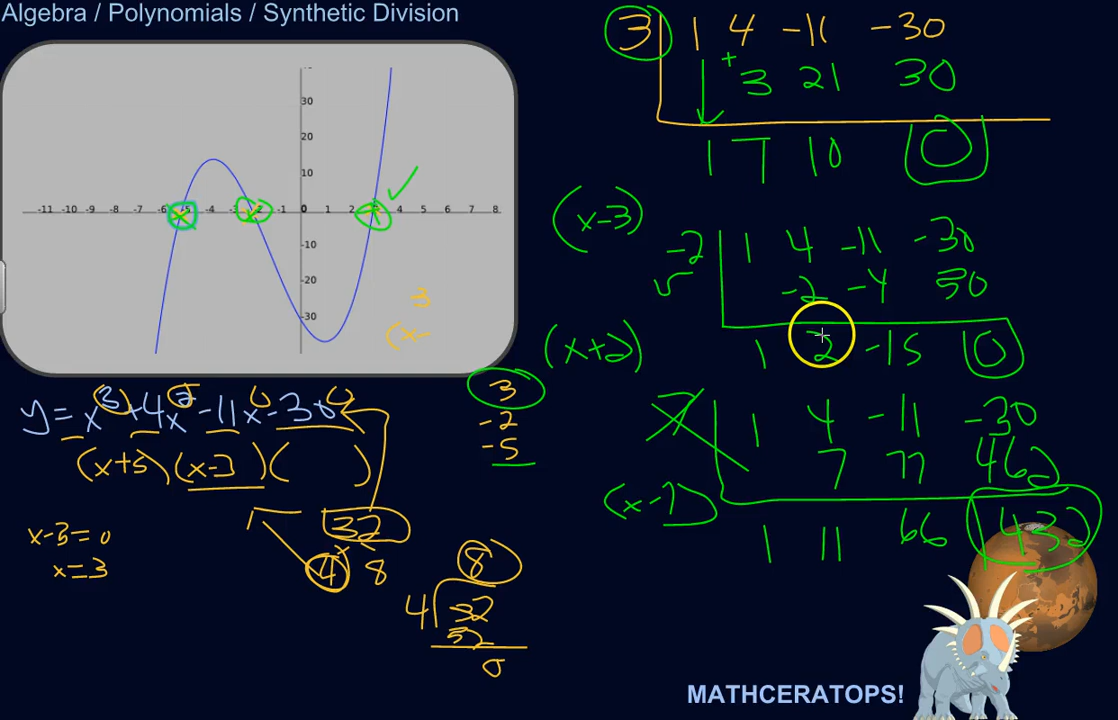 Algebra / Polynomials / Synthetic Division
30
20
10
-11 -10 -9 -8 -7 -6 -5 -4 -3 -2 -1 0 1 2 3 4 5 6 7 8
-10
-20
-30
3
(x-
y = x³ + 4x² - 11x - 30
(x+5)(x-3)( )
x-3=0
x=3
32
4 x 8
8
4 32
32
0
3
-2
-5
3 1 4 -11 -30
+ 3 21 30
1 7 10 0
(x-3)
-2 1 4 -11 -30
-2 -4 30
(x+2) 1 2 -15 0
7 1 4 -11 -30
7 77 462
(x-7)
1 11 66 432
MATHCERATOPS!